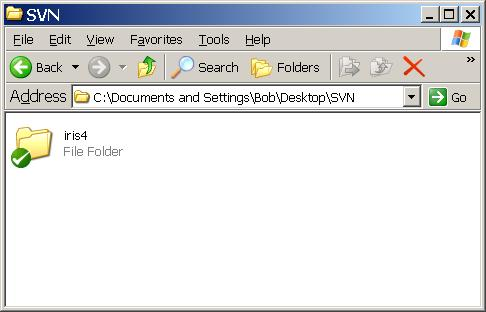 SVN
File Edit View Favorites Tools Help
Back Search Folders »
Address C:\Documents and Settings\Bob\Desktop\SVN Go
iris4
File Folder